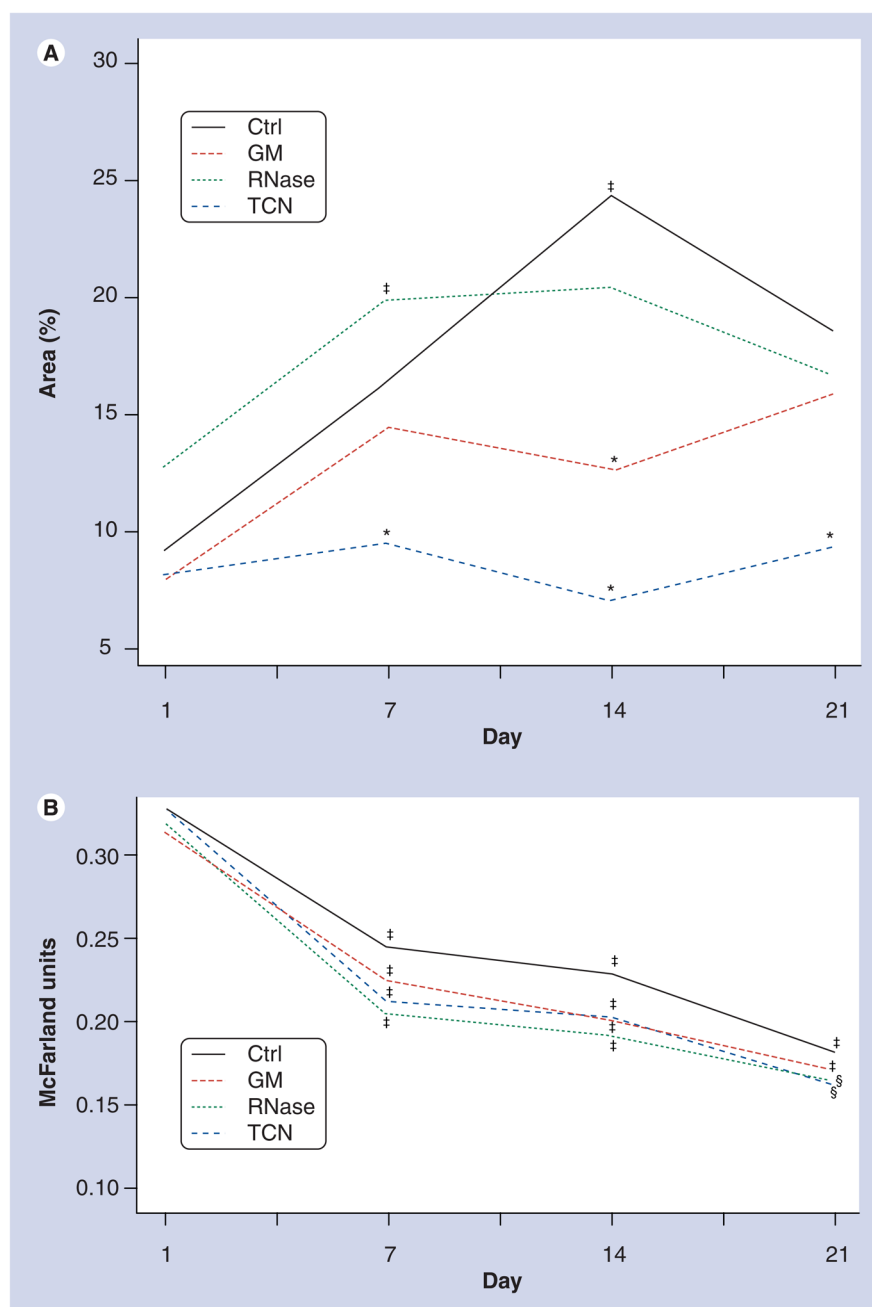 A
30
25
20
15
10
5
Area (%)
Ctrl
GM
RNase
TCN
‡
‡
*
*
*
*
1 7 14 21
Day
B
0.30
0.25
0.20
0.15
0.10
McFarland units
Ctrl
GM
RNase
TCN
‡
‡
‡
‡
‡
‡
‡
‡
‡
‡
§
§
1 7 14 21
Day